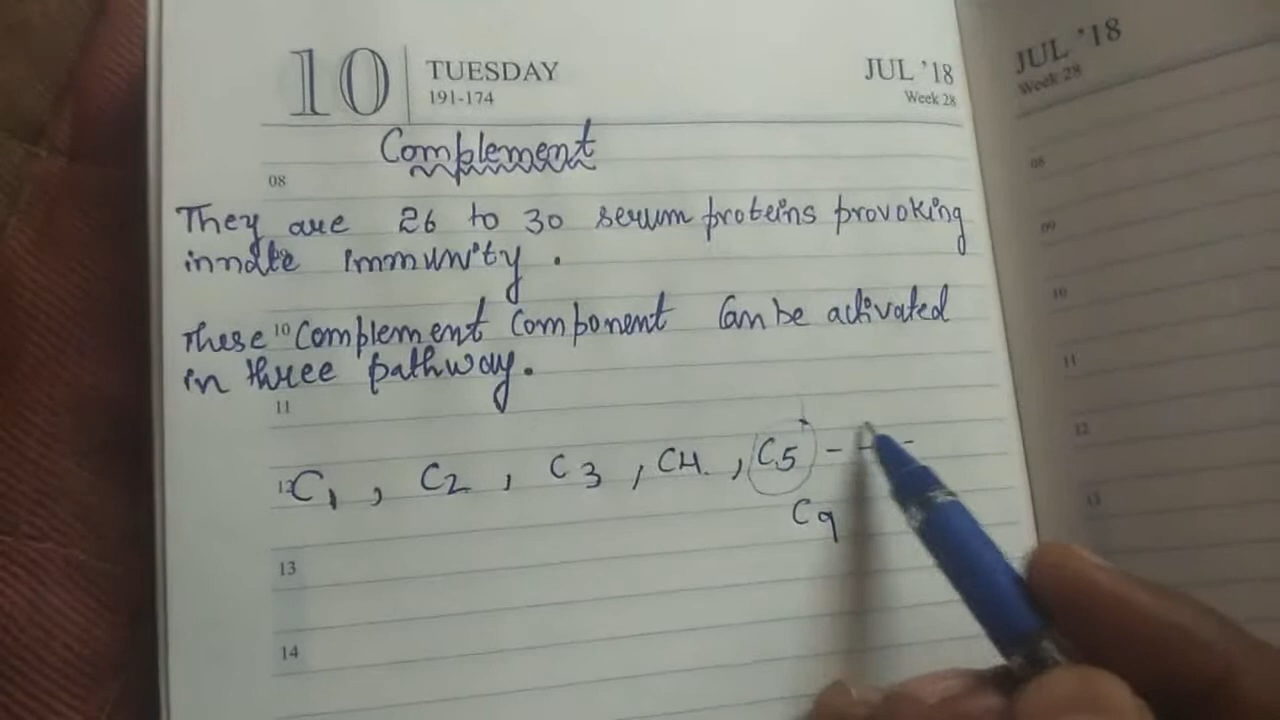 10 TUESDAY JUL '18
191-174 Week 28
Complement
08
They are 26 to 30 serum proteins provoking
innate immunity.
These 10 Complement Component Can be activated
in three pathway.
11
12 C1, C2, C3, C4, C5 - - -
C9
13
14
JUL '18
Week 28
08
09
10
11
12
13